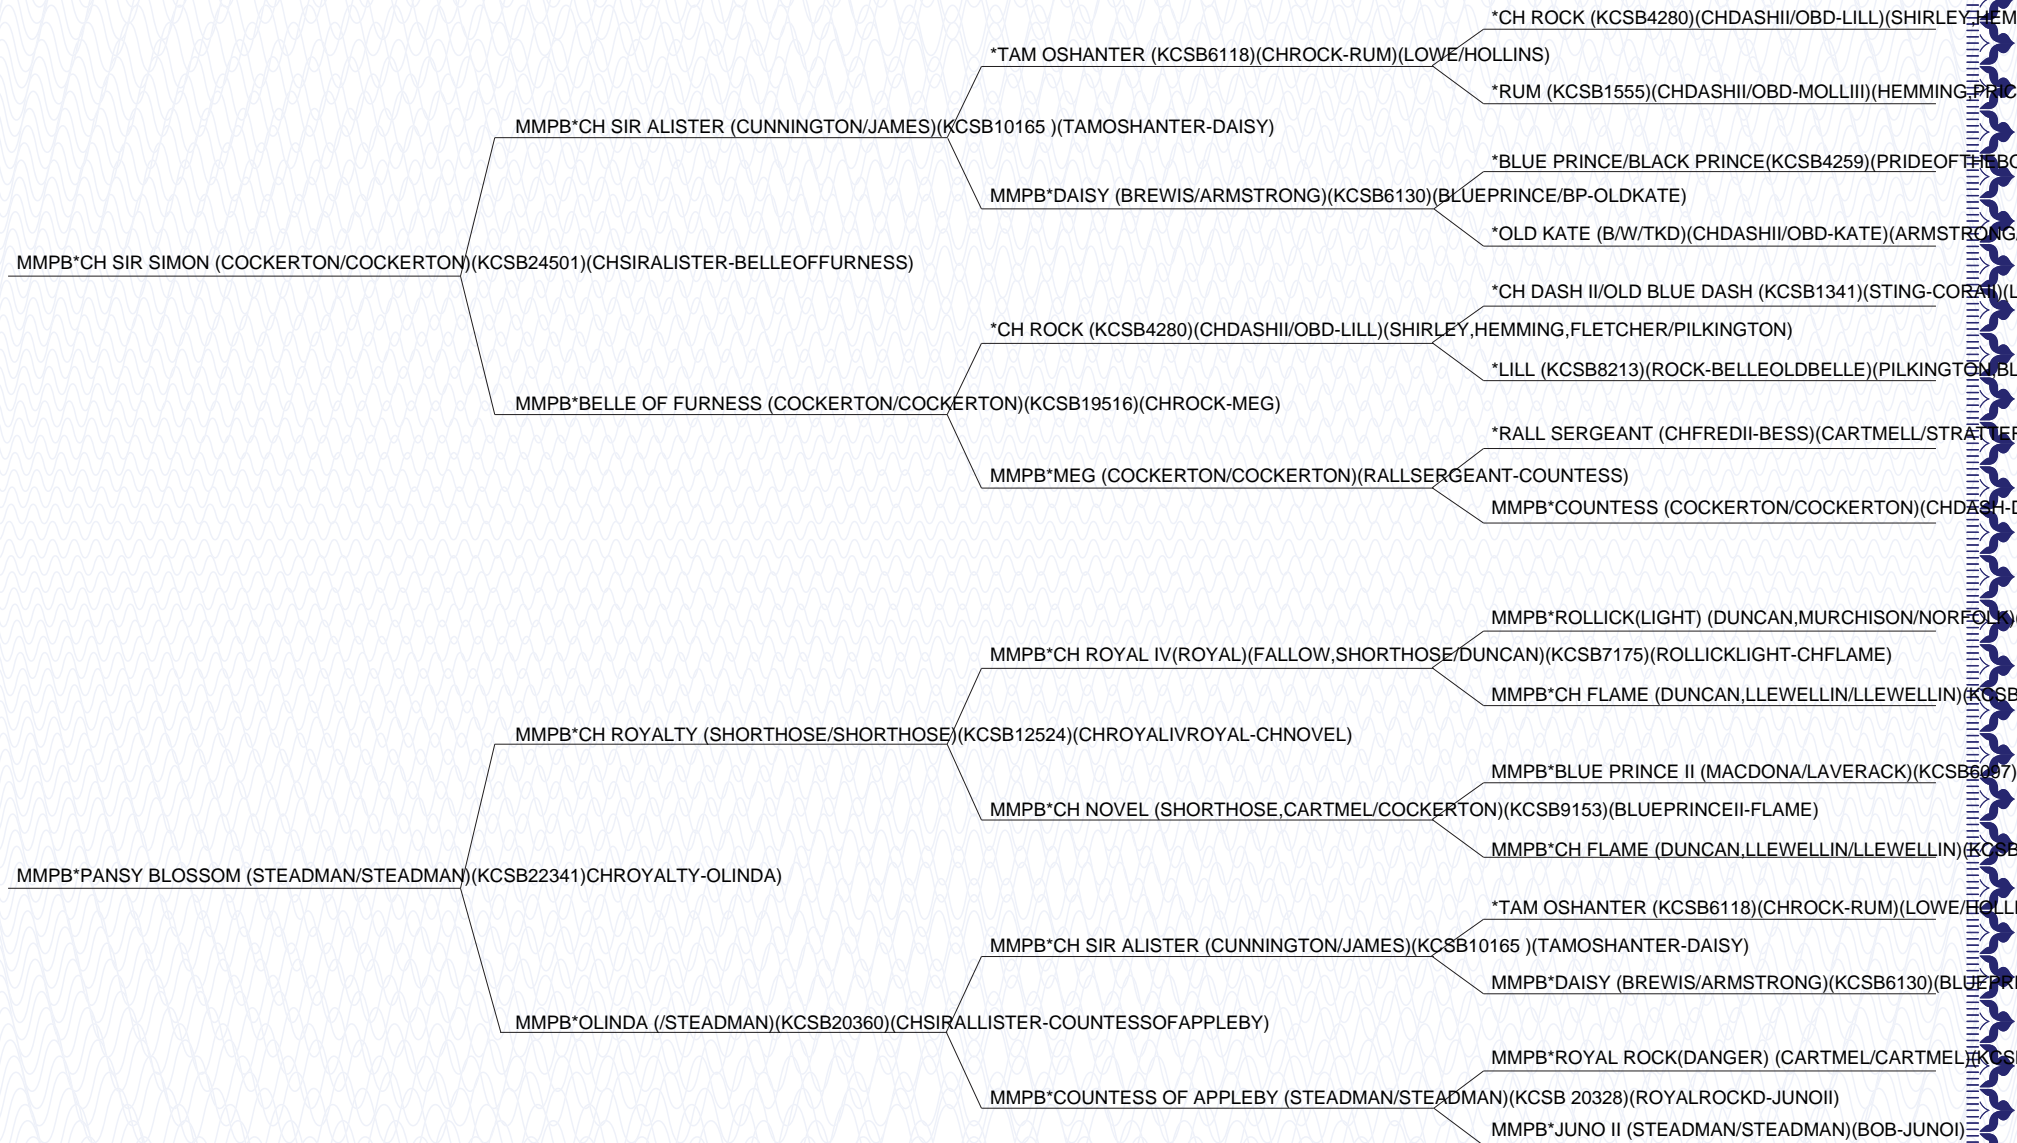 *CH ROCK (KCSB4280)(CHDASHII/OBD-LILL)(SHIRLEY,HEM
*TAM OSHANTER (KCSB6118)(CHROCK-RUM)(LOWE/HOLLINS)
*RUM (KCSB1555)(CHDASHII/OBD-MOLLIII)(HEMMING,PRIC
MMPB*CH SIR ALISTER (CUNNINGTON/JAMES)(KCSB10165 )(TAMOSHANTER-DAISY)
*BLUE PRINCE/BLACK PRINCE(KCSB4259)(PRIDEOFTHEBO
MMPB*DAISY (BREWIS/ARMSTRONG)(KCSB6130)(BLUEPRINCE/BP-OLDKATE)
*OLD KATE (B/W/TKD)(CHDASHII/OBD-KATE)(ARMSTRONG
MMPB*CH SIR SIMON (COCKERTON/COCKERTON)(KCSB24501)(CHSIRALISTER-BELLEOFFURNESS)
*CH DASH II/OLD BLUE DASH (KCSB1341)(STING-CORAII)(L
*CH ROCK (KCSB4280)(CHDASHII/OBD-LILL)(SHIRLEY,HEMMING,FLETCHER/PILKINGTON)
*LILL (KCSB8213)(ROCK-BELLEOLDBELLE)(PILKINGTON,BL
MMPB*BELLE OF FURNESS (COCKERTON/COCKERTON)(KCSB19516)(CHROCK-MEG)
*RALL SERGEANT (CHFREDII-BESS)(CARTMELL/STRATTER
MMPB*MEG (COCKERTON/COCKERTON)(RALLSERGEANT-COUNTESS)
MMPB*COUNTESS (COCKERTON/COCKERTON)(CHDASH-D
MMPB*ROLLICK(LIGHT) (DUNCAN,MURCHISON/NORFOLK)(
MMPB*CH ROYAL IV(ROYAL)(FALLOW,SHORTHOSE/DUNCAN)(KCSB7175)(ROLLICKLIGHT-CHFLAME)
MMPB*CH FLAME (DUNCAN,LLEWELLIN/LLEWELLIN)(KCSB
MMPB*CH ROYALTY (SHORTHOSE/SHORTHOSE)(KCSB12524)(CHROYALIVROYAL-CHNOVEL)
MMPB*BLUE PRINCE II (MACDONA/LAVERACK)(KCSB6097)
MMPB*CH NOVEL (SHORTHOSE,CARTMEL/COCKERTON)(KCSB9153)(BLUEPRINCEII-FLAME)
MMPB*CH FLAME (DUNCAN,LLEWELLIN/LLEWELLIN)(KCSB
MMPB*PANSY BLOSSOM (STEADMAN/STEADMAN)(KCSB22341)CHROYALTY-OLINDA)
*TAM OSHANTER (KCSB6118)(CHROCK-RUM)(LOWE/HOLLI
MMPB*CH SIR ALISTER (CUNNINGTON/JAMES)(KCSB10165 )(TAMOSHANTER-DAISY)
MMPB*DAISY (BREWIS/ARMSTRONG)(KCSB6130)(BLUEPRI
MMPB*OLINDA (/STEADMAN)(KCSB20360)(CHSIRALLISTER-COUNTESSOFAPPLEBY)
MMPB*ROYAL ROCK(DANGER) (CARTMEL/CARTMEL)(KCSB
MMPB*COUNTESS OF APPLEBY (STEADMAN/STEADMAN)(KCSB 20328)(ROYALROCKD-JUNOII)
MMPB*JUNO II (STEADMAN/STEADMAN)(BOB-JUNOI)